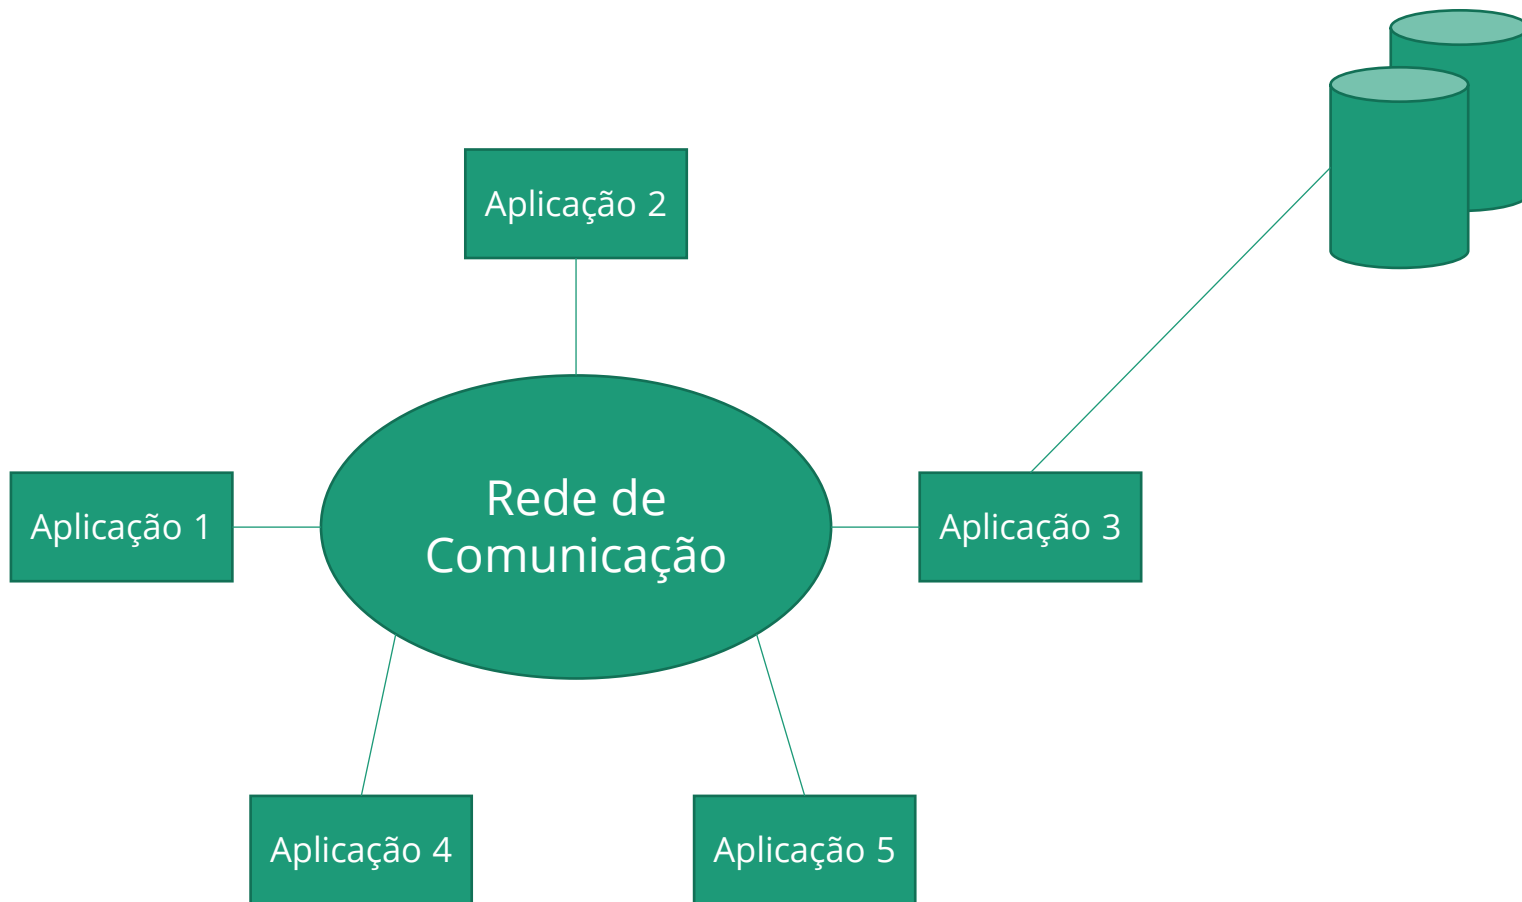 Aplicação 2
Rede de
Comunicação
Aplicação 1
Aplicação 3
Aplicação 4
Aplicação 5